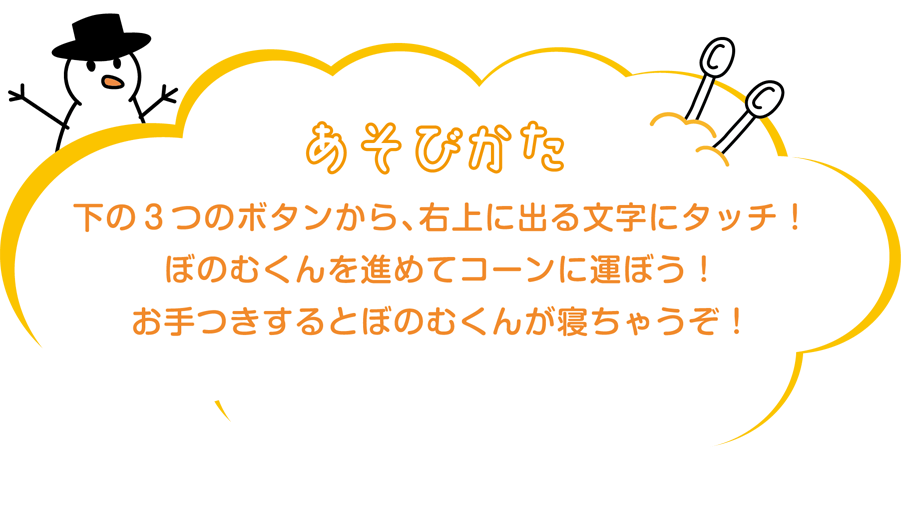 あそびかた
下の3つのボタンから、右上に出る文字にタッチ！
ぼのむくんを進めてコーンに運ぼう！
お手つきするとぼのむくんが寝ちゃうぞ！